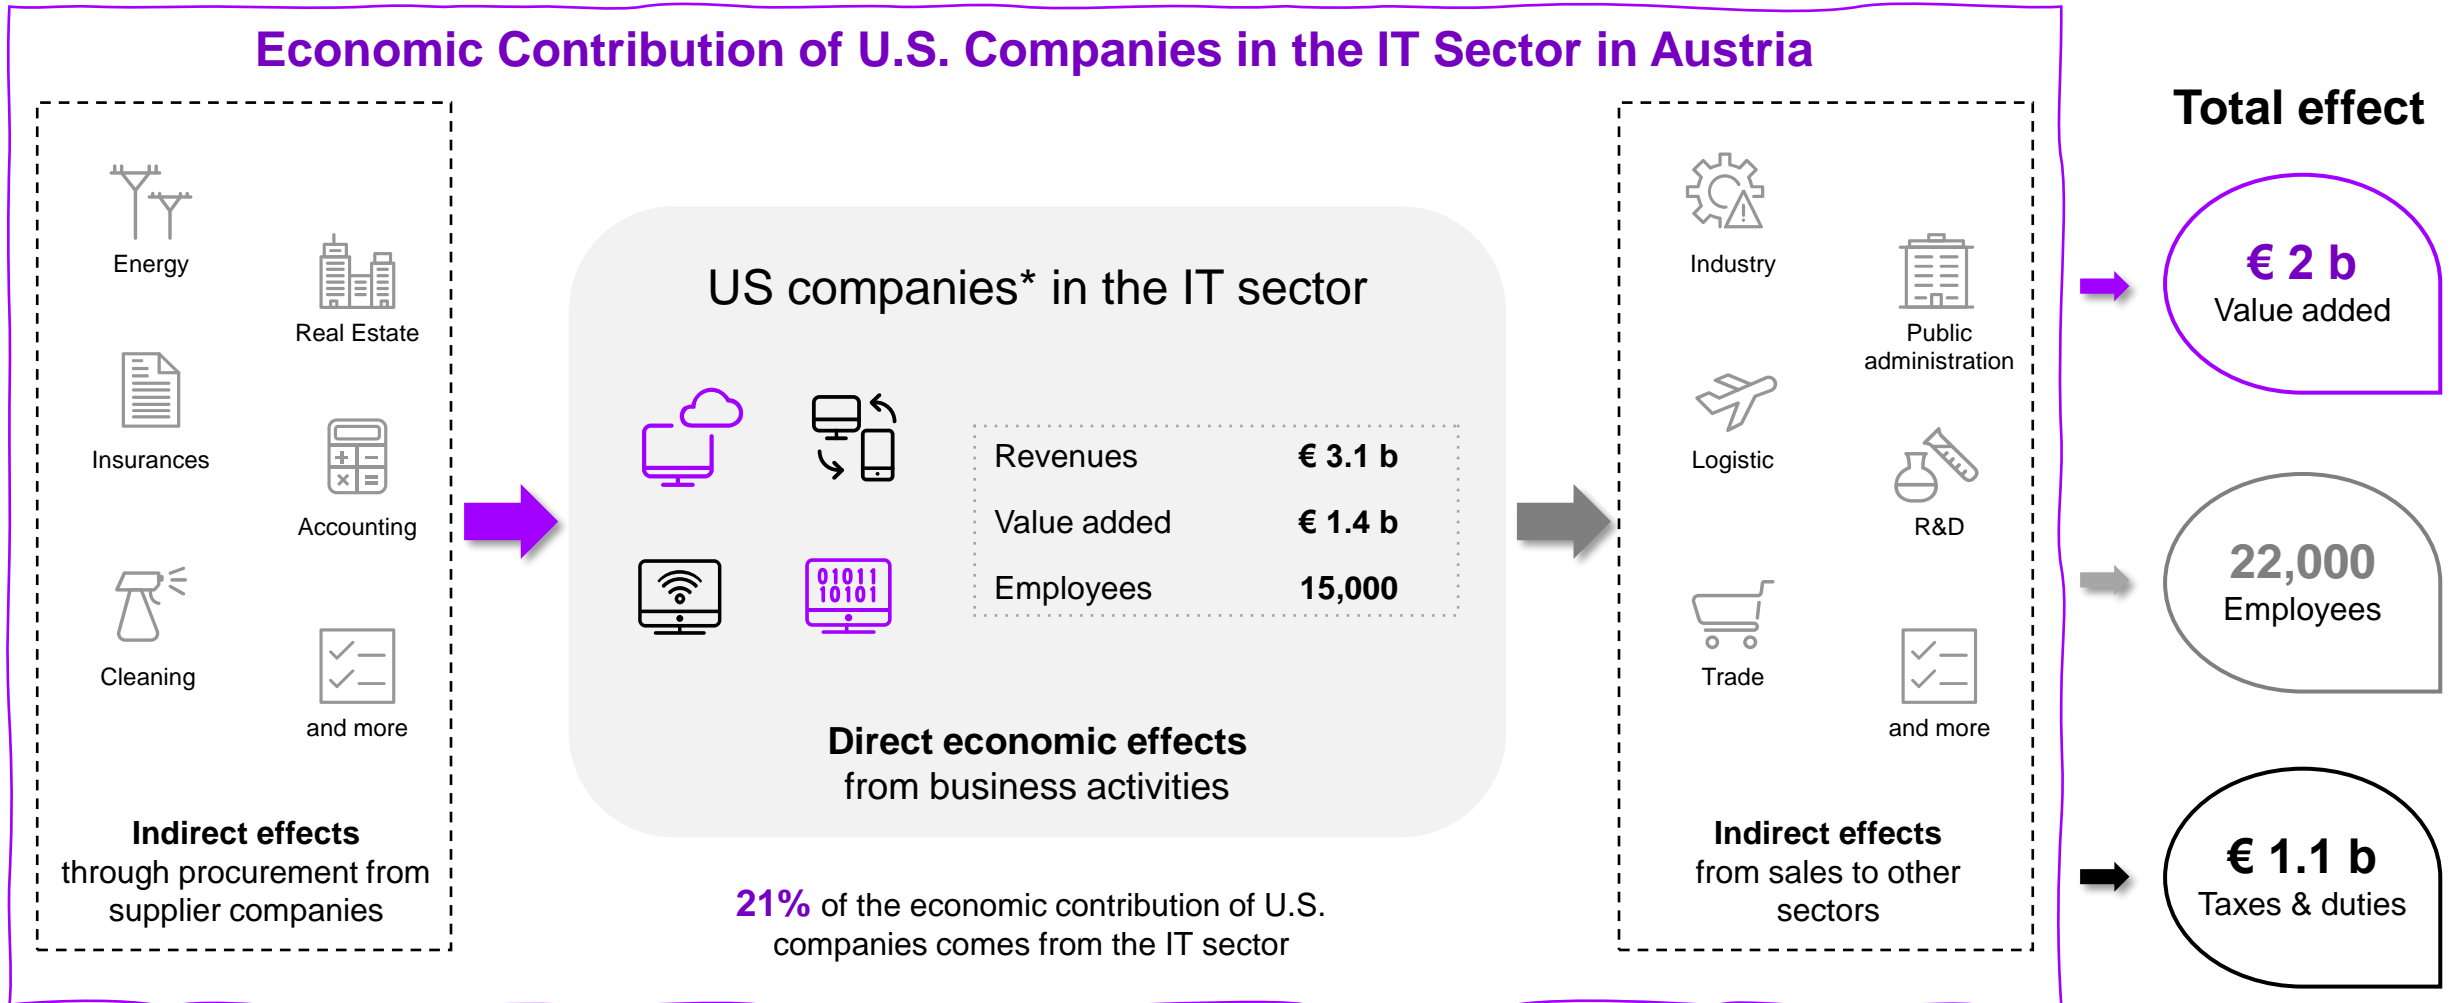 Economic Contribution of U.S. Companies in the IT Sector in Austria
Energy
Real Estate
Insurances
Accounting
Cleaning
and more
Indirect effects
through procurement from
supplier companies
US companies* in the IT sector
01011
10101
Revenues € 3.1 b
Value added € 1.4 b
Employees 15,000
Direct economic effects
from business activities
21% of the economic contribution of U.S.
companies comes from the IT sector
Industry
Public
administration
Logistic
R&D
Trade
and more
Indirect effects
from sales to other
sectors
Total effect
€ 2 b
Value added
22,000
Employees
€ 1.1 b
Taxes & duties